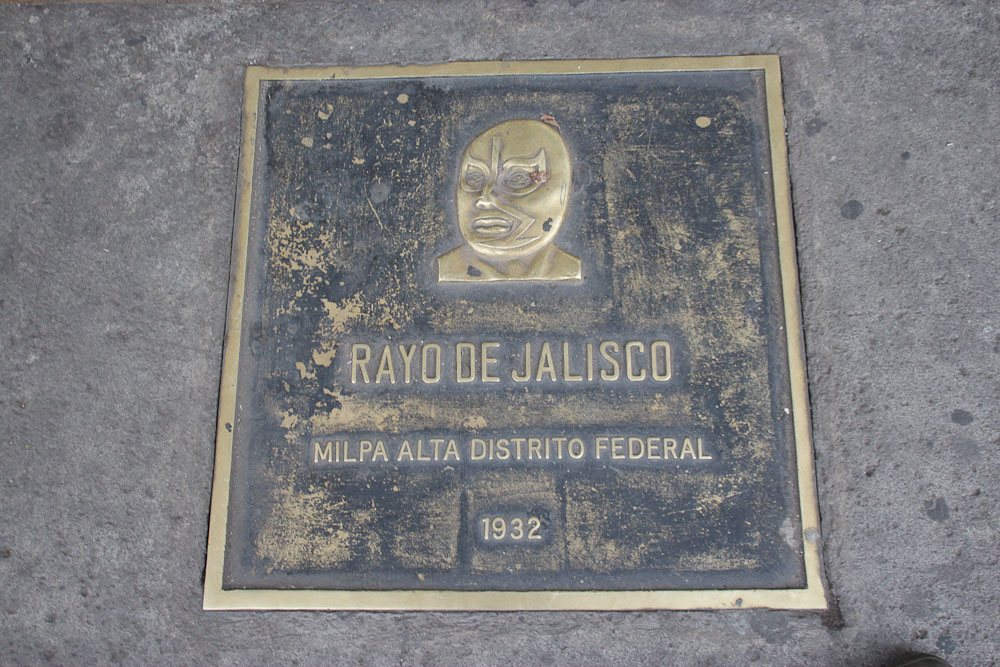 RAYO DE JALISCO
MILPA ALTA DISTRITO FEDERAL
1932